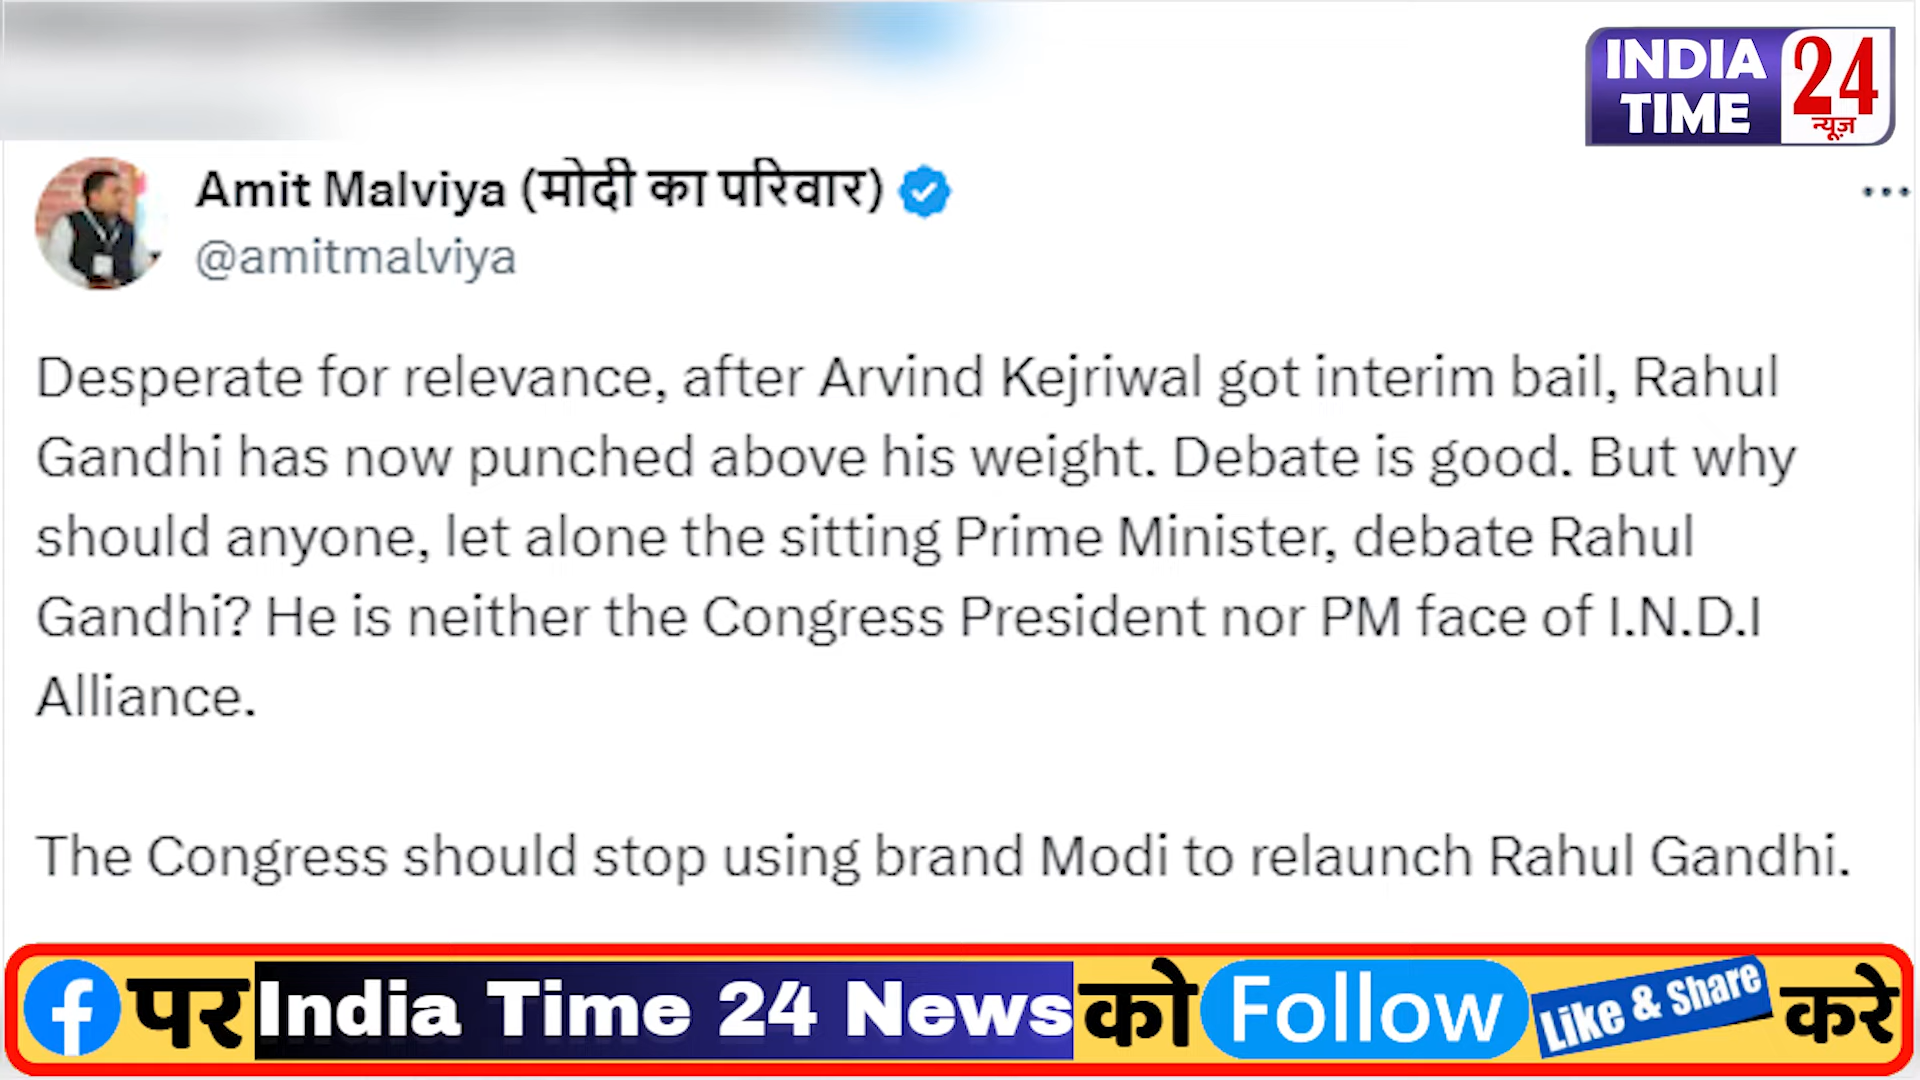 INDIA
TIME
24
न्यूज़
Amit Malviya (मोदी का परिवार)
@amitmalviya
Desperate for relevance, after Arvind Kejriwal got interim bail, Rahul
Gandhi has now punched above his weight. Debate is good. But why
should anyone, let alone the sitting Prime Minister, debate Rahul
Gandhi? He is neither the Congress President nor PM face of I.N.D.I
Alliance.
The Congress should stop using brand Modi to relaunch Rahul Gandhi.
f पर India Time 24 News को Follow Like & Share करे